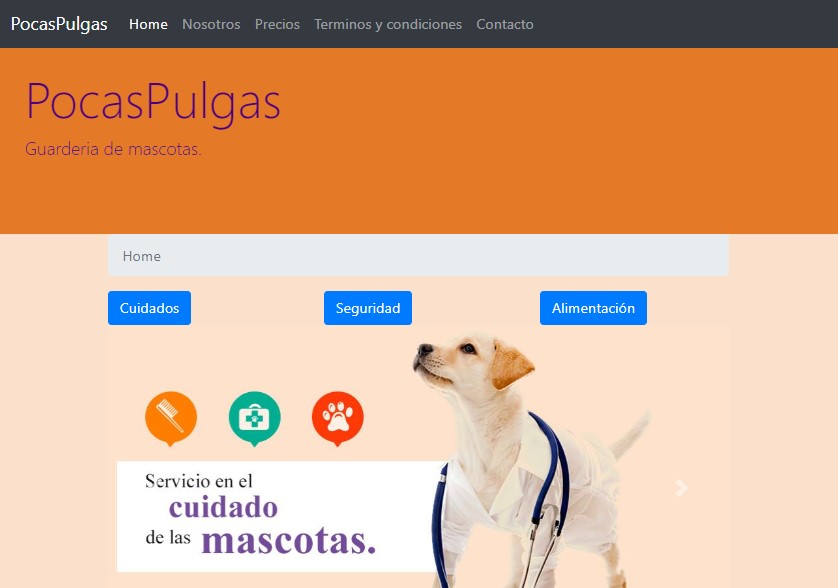 PocasPulgas Home Nosotros Precios Terminos y condiciones Contacto
PocasPulgas
Guarderia de mascotas.
Home
Cuidados Seguridad Alimentación
Servicio en el
cuidado
de las mascotas.